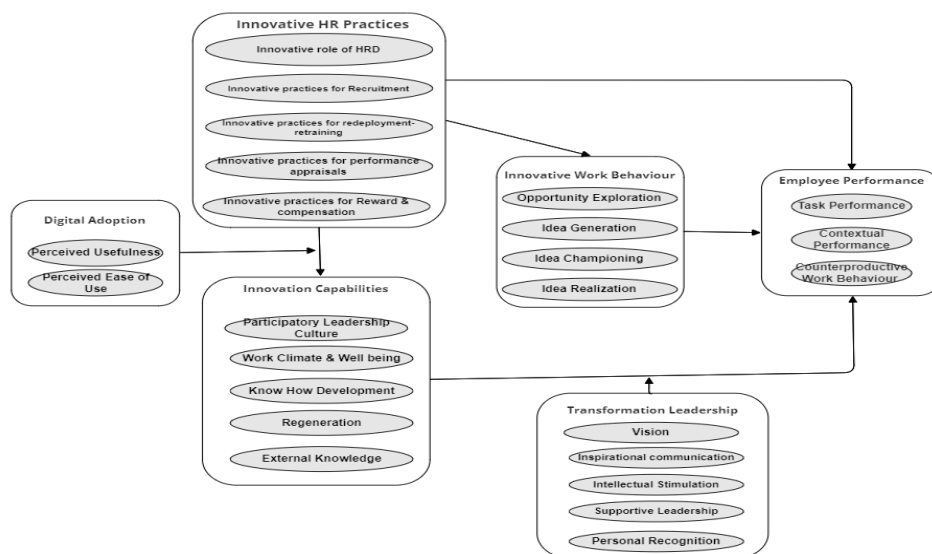 Innovative HR Practices
Innovative role of HRD
Innovative practices for Recruitment
Innovative practices for redeployment-
retraining
Innovative practices for performance
appraisals
Innovative practices for Reward &
compensation
Digital Adoption
Perceived Usefulness
Perceived Ease of
Use
Innovation Capabilities
Participatory Leadership
Culture
Work Climate & Well being
Know How Development
Regeneration
External Knowledge
Innovative Work Behaviour
Opportunity Exploration
Idea Generation
Idea Championing
Idea Realization
Employee Performance
Task Performance
Contextual
Performance
Counterproductive
Work Behaviour
Transformation Leadership
Vision
Inspirational communication
Intellectual Stimulation
Supportive Leadership
Personal Recognition